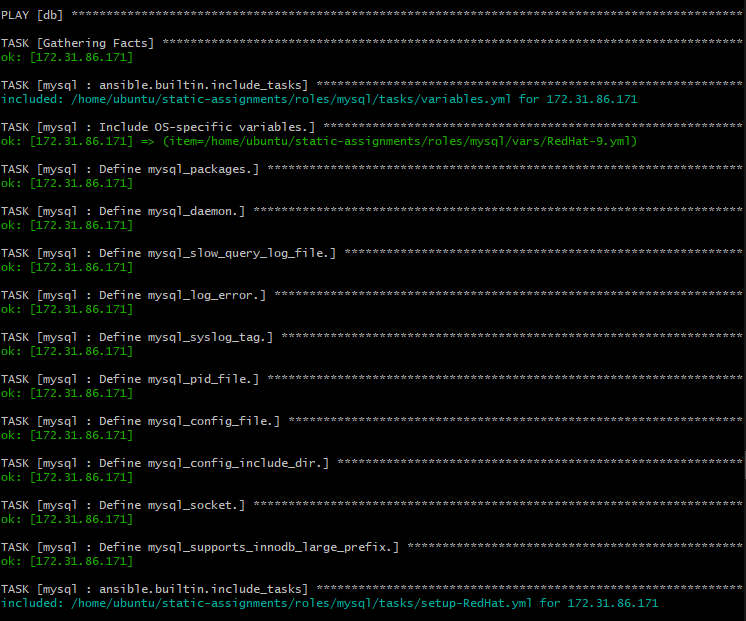 PLAY [db] ************************************************************************************************
TASK [Gathering Facts] ***********************************************************************************
ok: [172.31.86.171]
TASK [mysql : ansible.builtin.include_tasks] *************************************************************
included: /home/ubuntu/static-assignments/roles/mysql/tasks/variables.yml for 172.31.86.171
TASK [mysql : Include OS-specific variables.] ************************************************************
ok: [172.31.86.171] => (item=/home/ubuntu/static-assignments/roles/mysql/vars/RedHat-9.yml)
TASK [mysql : Define mysql_packages.] ********************************************************************
ok: [172.31.86.171]
TASK [mysql : Define mysql_daemon.] **********************************************************************
ok: [172.31.86.171]
TASK [mysql : Define mysql_slow_query_log_file.] *********************************************************
ok: [172.31.86.171]
TASK [mysql : Define mysql_log_error.] *******************************************************************
ok: [172.31.86.171]
TASK [mysql : Define mysql_syslog_tag.] ******************************************************************
ok: [172.31.86.171]
TASK [mysql : Define mysql_pid_file.] ********************************************************************
ok: [172.31.86.171]
TASK [mysql : Define mysql_config_file.] *****************************************************************
ok: [172.31.86.171]
TASK [mysql : Define mysql_config_include_dir.] **********************************************************
ok: [172.31.86.171]
TASK [mysql : Define mysql_socket.] **********************************************************************
ok: [172.31.86.171]
TASK [mysql : Define mysql_supports_innodb_large_prefix.] ************************************************
ok: [172.31.86.171]
TASK [mysql : ansible.builtin.include_tasks] *************************************************************
included: /home/ubuntu/static-assignments/roles/mysql/tasks/setup-RedHat.yml for 172.31.86.171